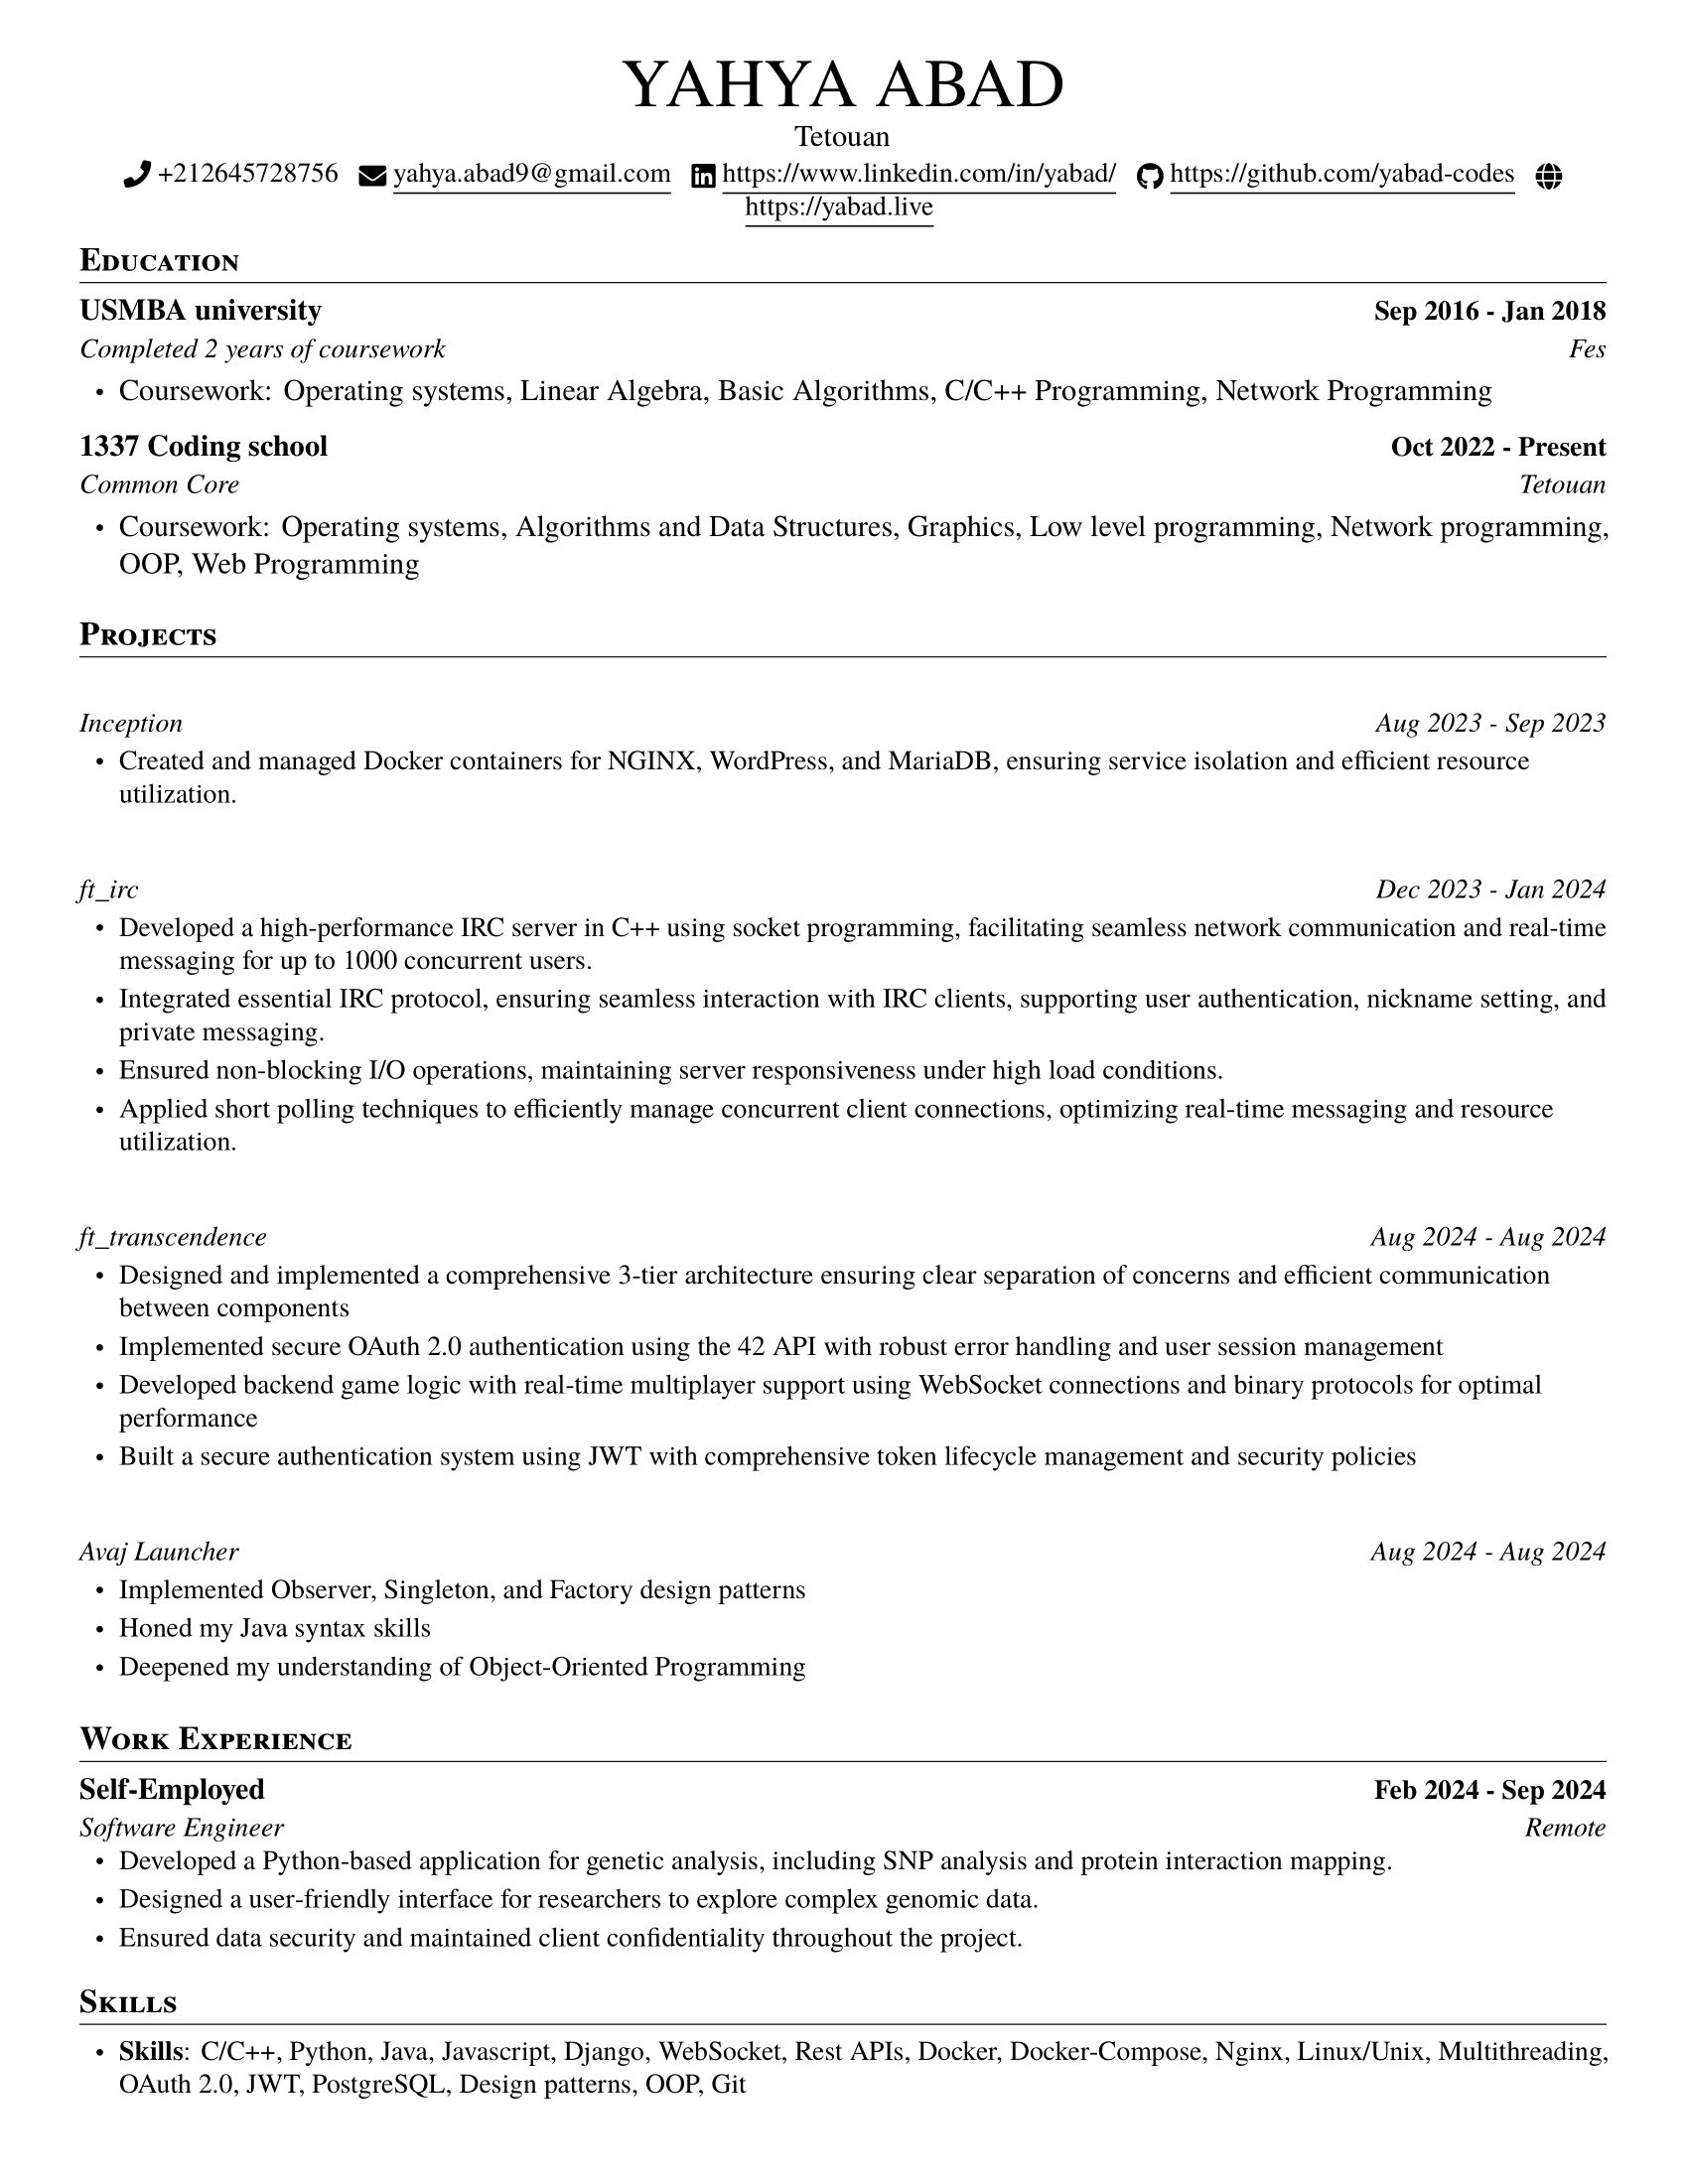 YAHYA ABAD
Tetouan
+212645728756 yahya.abad9@gmail.com https://www.linkedin.com/in/yabad/ https://github.com/yabad-codes
https://yabad.live
Education
USMBA university Sep 2016 - Jan 2018
Completed 2 years of coursework Fes
• Coursework: Operating systems, Linear Algebra, Basic Algorithms, C/C++ Programming, Network Programming
1337 Coding school Oct 2022 - Present
Common Core Tetouan
• Coursework: Operating systems, Algorithms and Data Structures, Graphics, Low level programming, Network programming,
OOP, Web Programming
Projects
Inception Aug 2023 - Sep 2023
• Created and managed Docker containers for NGINX, WordPress, and MariaDB, ensuring service isolation and efficient resource
utilization.
ft_irc Dec 2023 - Jan 2024
• Developed a high-performance IRC server in C++ using socket programming, facilitating seamless network communication and real-time
messaging for up to 1000 concurrent users.
• Integrated essential IRC protocol, ensuring seamless interaction with IRC clients, supporting user authentication, nickname setting, and
private messaging.
• Ensured non-blocking I/O operations, maintaining server responsiveness under high load conditions.
• Applied short polling techniques to efficiently manage concurrent client connections, optimizing real-time messaging and resource
utilization.
ft_transcendence Aug 2024 - Aug 2024
• Designed and implemented a comprehensive 3-tier architecture ensuring clear separation of concerns and efficient communication
between components
• Implemented secure OAuth 2.0 authentication using the 42 API with robust error handling and user session management
• Developed backend game logic with real-time multiplayer support using WebSocket connections and binary protocols for optimal
performance
• Built a secure authentication system using JWT with comprehensive token lifecycle management and security policies
Avaj Launcher Aug 2024 - Aug 2024
• Implemented Observer, Singleton, and Factory design patterns
• Honed my Java syntax skills
• Deepened my understanding of Object-Oriented Programming
Work Experience
Self-Employed Feb 2024 - Sep 2024
Software Engineer Remote
• Developed a Python-based application for genetic analysis, including SNP analysis and protein interaction mapping.
• Designed a user-friendly interface for researchers to explore complex genomic data.
• Ensured data security and maintained client confidentiality throughout the project.
Skills
• Skills: C/C++, Python, Java, Javascript, Django, WebSocket, Rest APIs, Docker, Docker-Compose, Nginx, Linux/Unix, Multithreading,
OAuth 2.0, JWT, PostgreSQL, Design patterns, OOP, Git